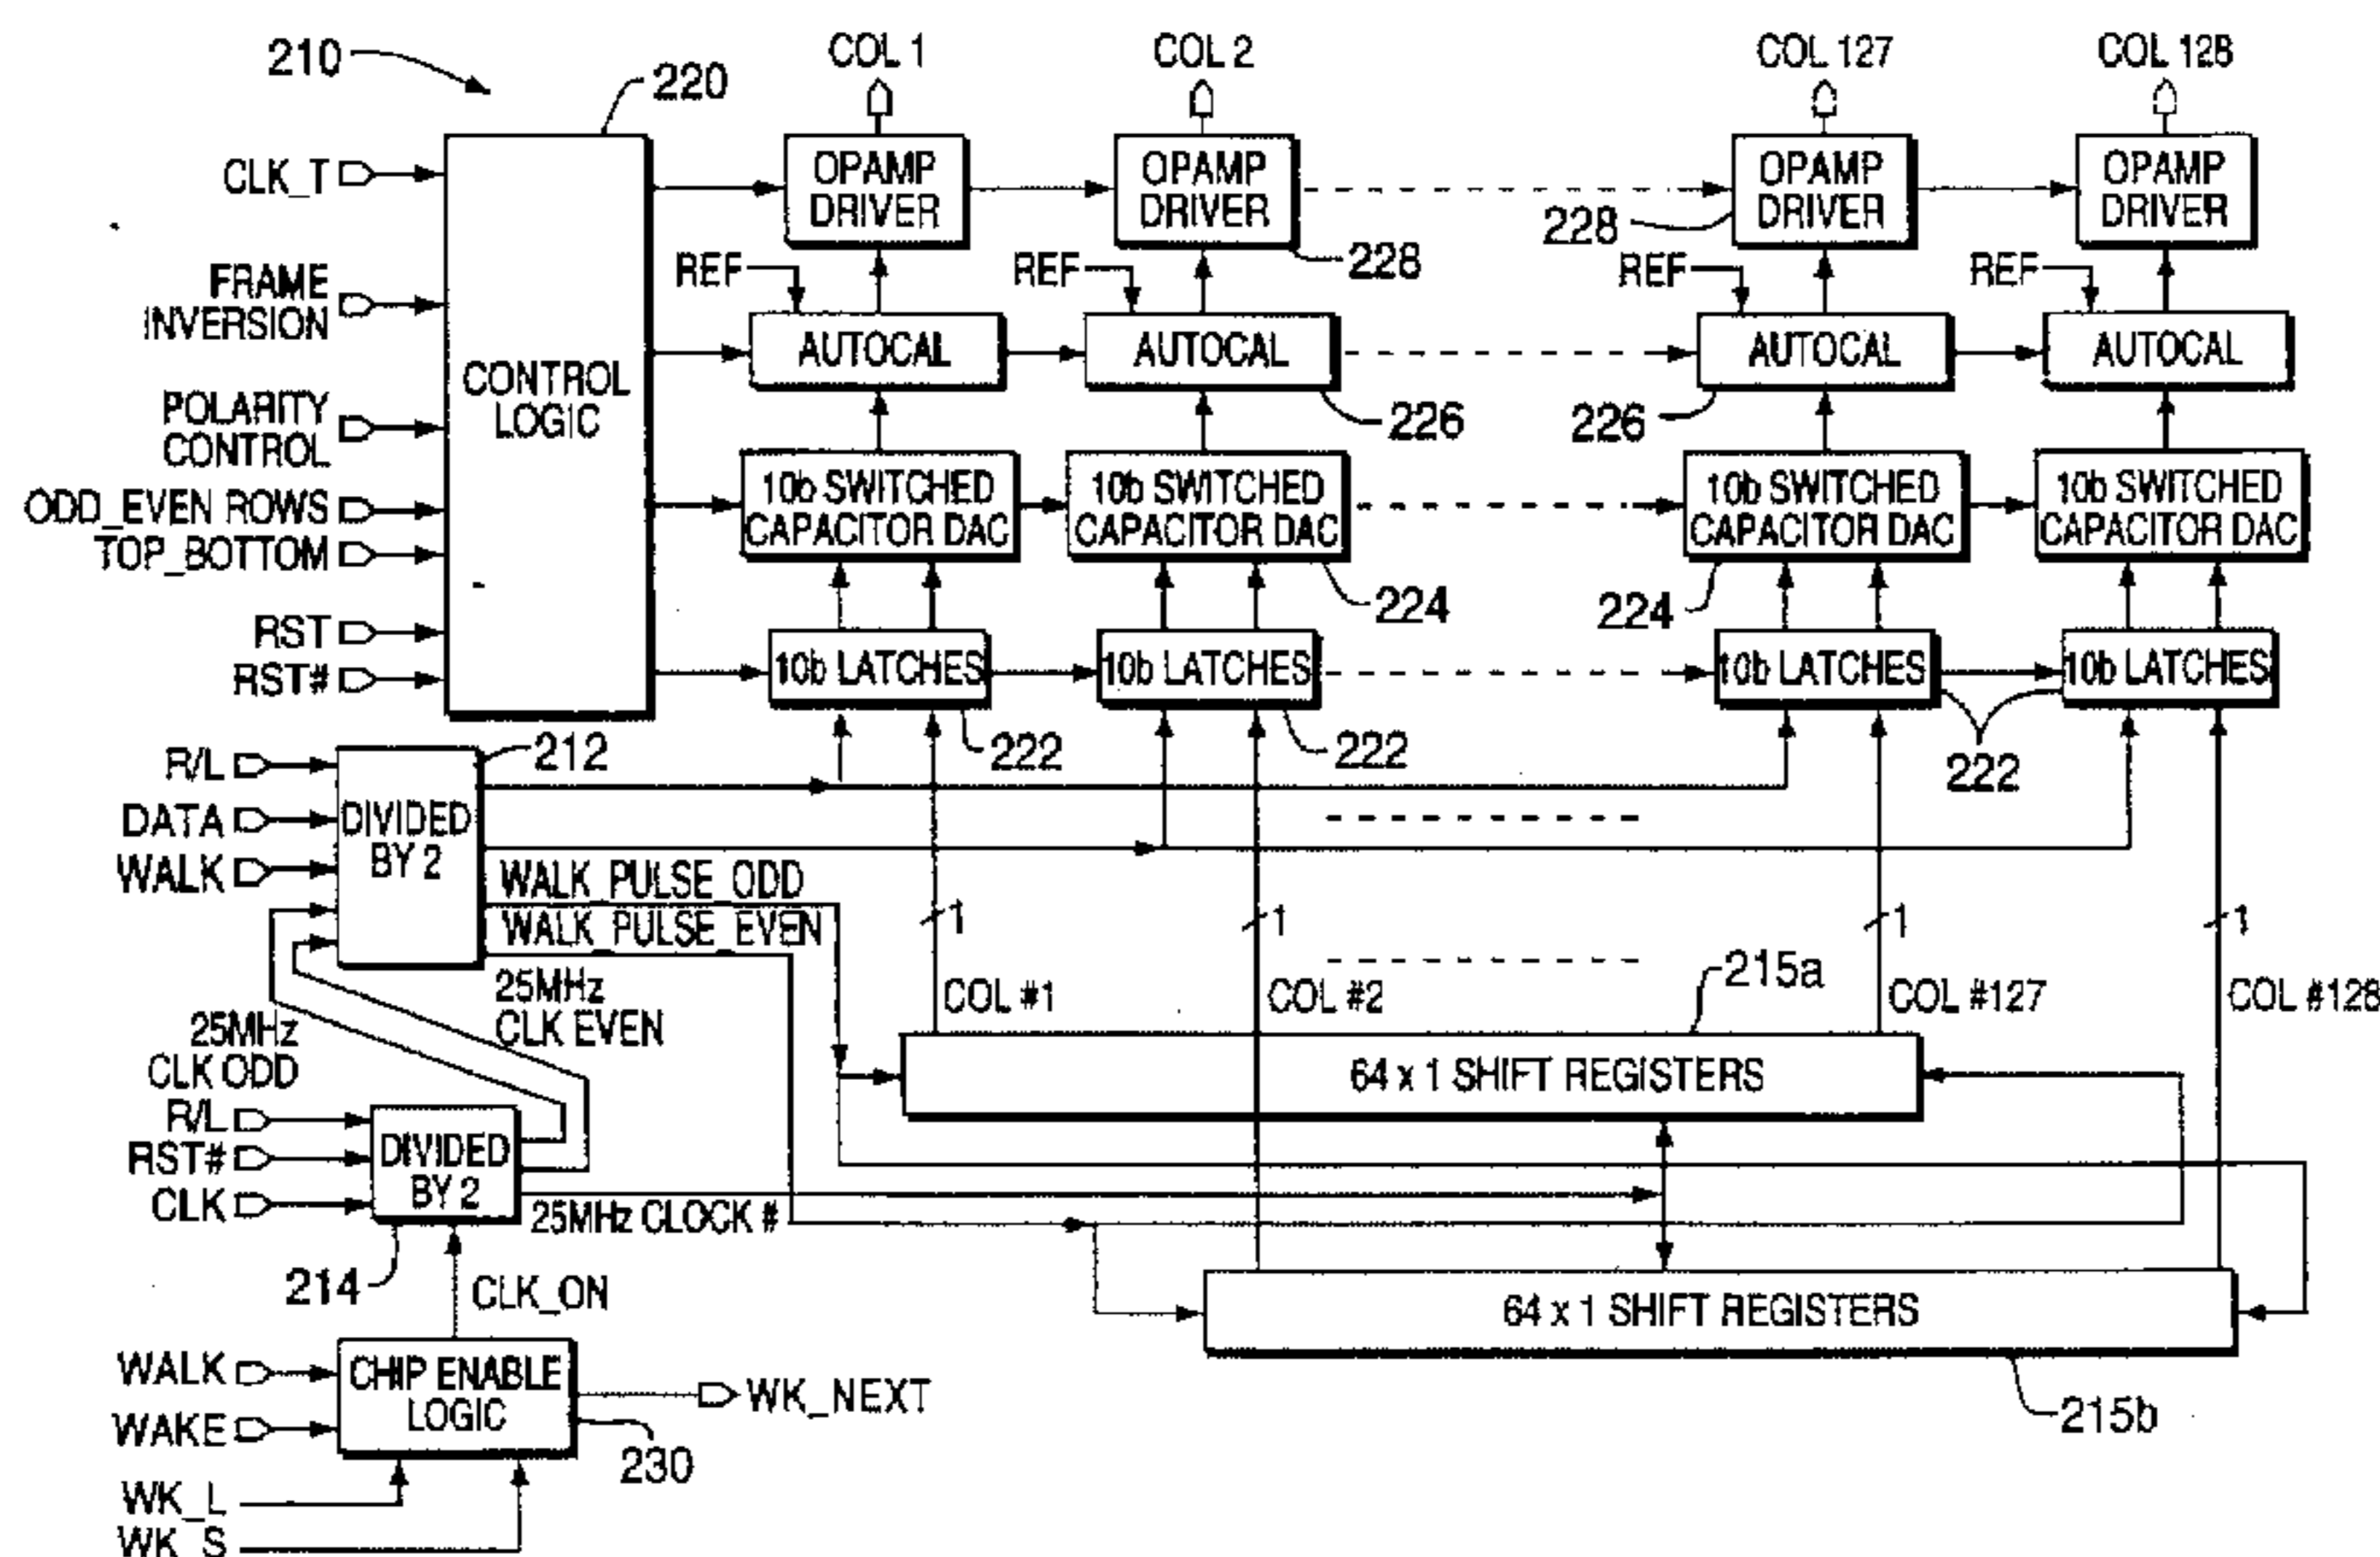 210
220
COL 1
COL 2
COL 127
COL 128
CLK_T
FRAME
INVERSION
POLARITY
CONTROL
ODD_EVEN ROWS
TOP_BOTTOM
RST
RST#
CONTROL
LOGIC
OPAMP
DRIVER
OPAMP
DRIVER
OPAMP
DRIVER
OPAMP
DRIVER
228
228
REF
REF
REF
REF
AUTOCAL
AUTOCAL
AUTOCAL
AUTOCAL
226
226
10b SWITCHED
CAPACITOR DAC
10b SWITCHED
CAPACITOR DAC
10b SWITCHED
CAPACITOR DAC
10b SWITCHED
CAPACITOR DAC
224
224
10b LATCHES
10b LATCHES
10b LATCHES
10b LATCHES
222
222
222
R/L
DATA
WALK
DIVIDED
BY 2
212
WALK_PULSE_ODD
WALK_PULSE_EVEN
1
1
1
1
25MHz
CLK EVEN
25MHz
CLK ODD
COL #1
COL #2
COL #127
COL #128
215a
64 x 1 SHIFT REGISTERS
R/L
RST#
CLK
DIVIDED
BY 2
25MHz CLOCK #
214
CLK_ON
64 x 1 SHIFT REGISTERS
215b
WALK
WAKE
CHIP ENABLE
LOGIC
WK_NEXT
230
WK_L
WK_S